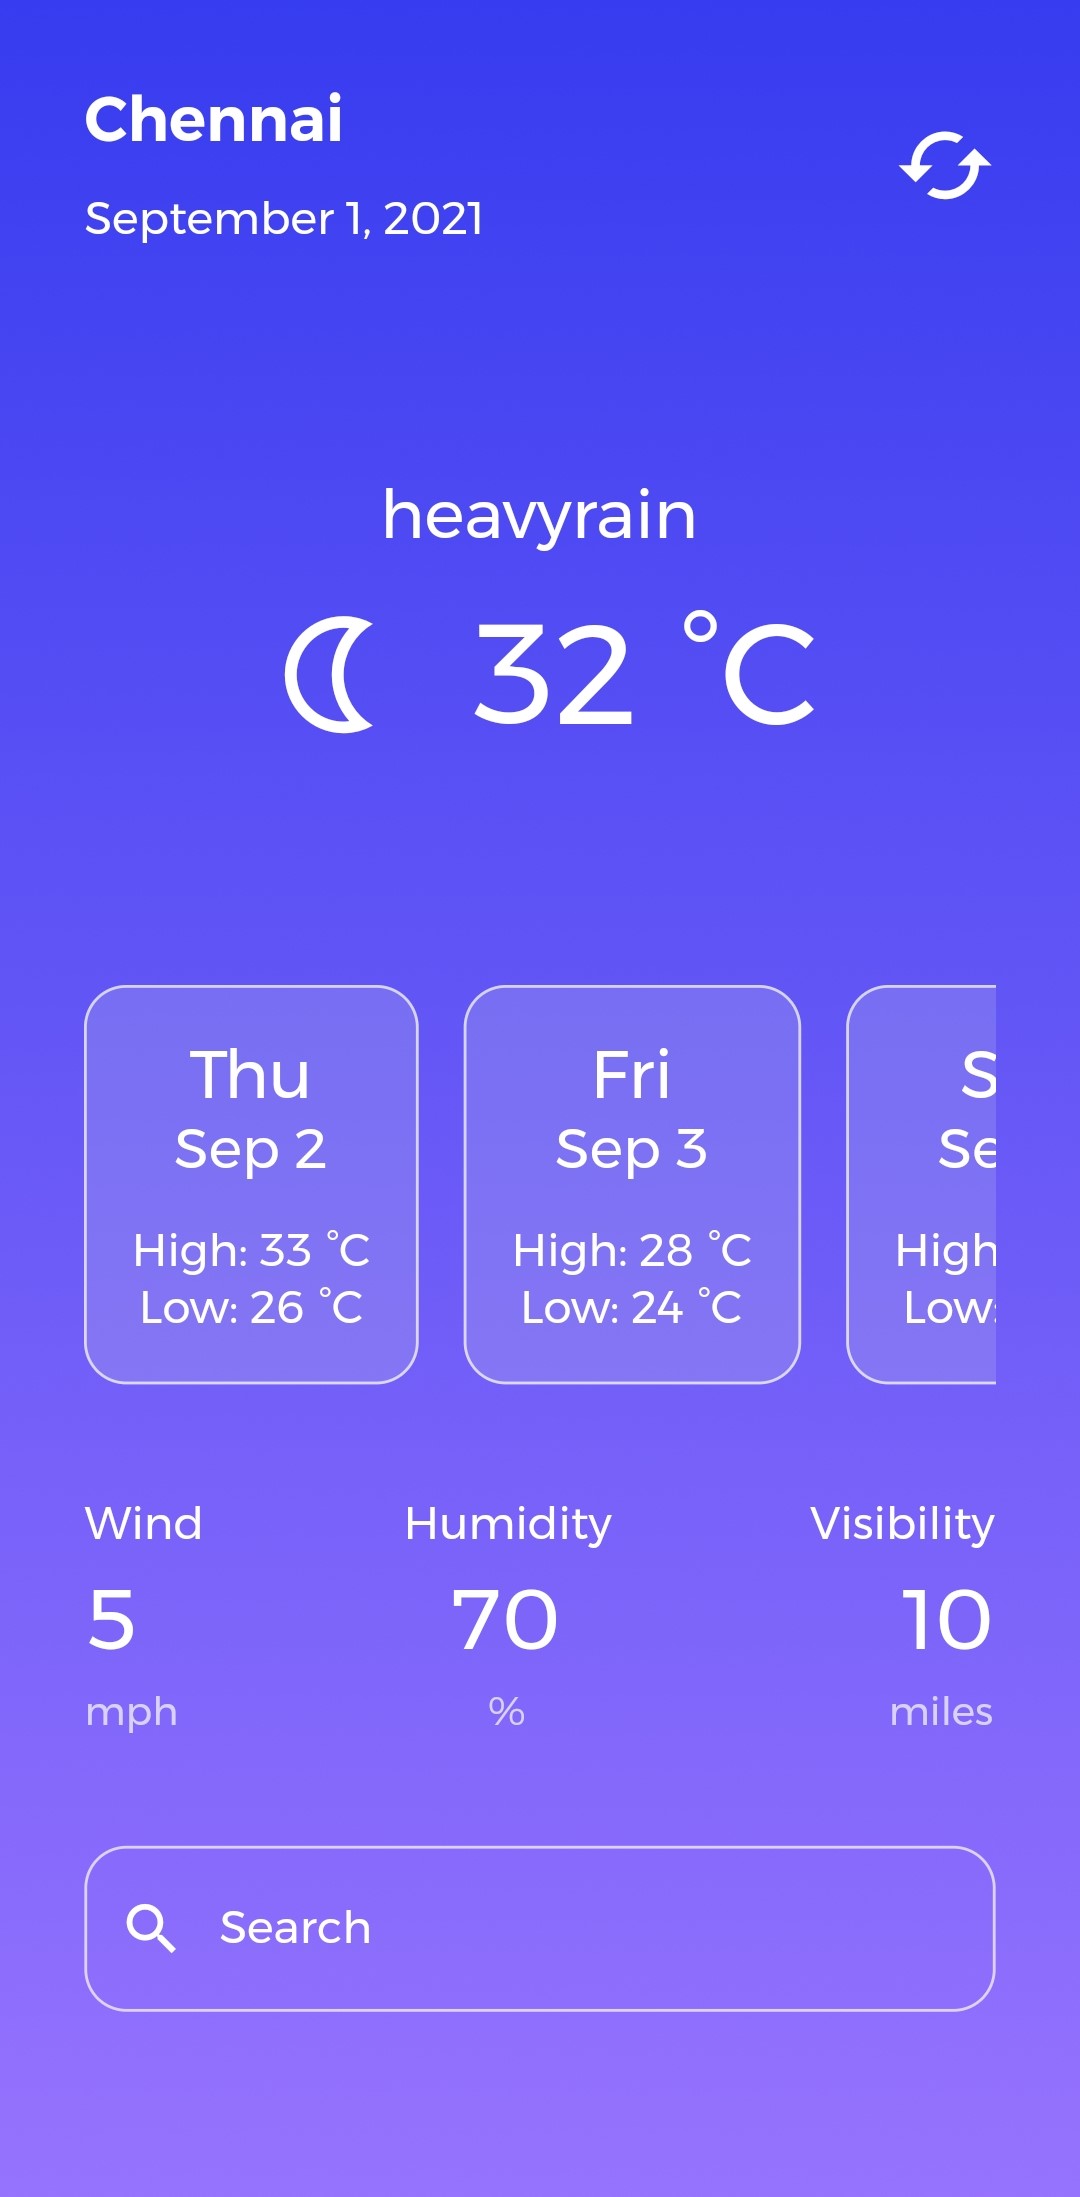 Chennai
September 1, 2021
heavyrain
32 °C
Thu
Sep 2
High: 33 °C
Low: 26 °C
Fri
Sep 3
High: 28 °C
Low: 24 °C
High
Low:
Wind
5
mph
Humidity
70
%
Visibility
10
miles
Search